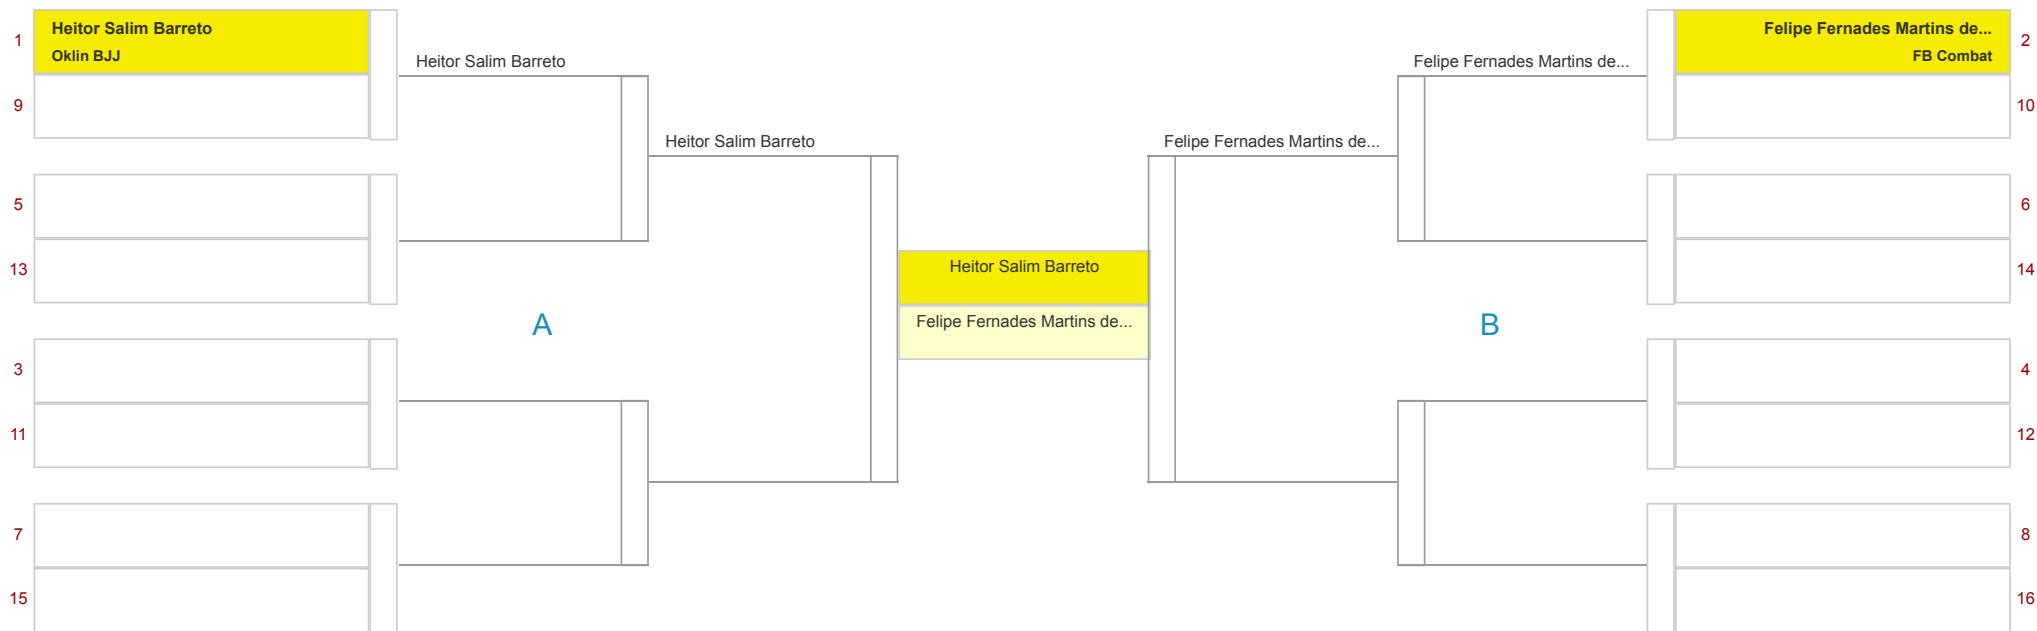 1
Heitor Salim Barreto
Oklin BJJ
9
5
13
3
11
7
15
Heitor Salim Barreto
Heitor Salim Barreto
A
Heitor Salim Barreto
Felipe Fernades Martins de...
Felipe Fernades Martins de...
Felipe Fernades Martins de...
B
Felipe Fernades Martins de...
FB Combat
2
10
6
14
4
12
8
16